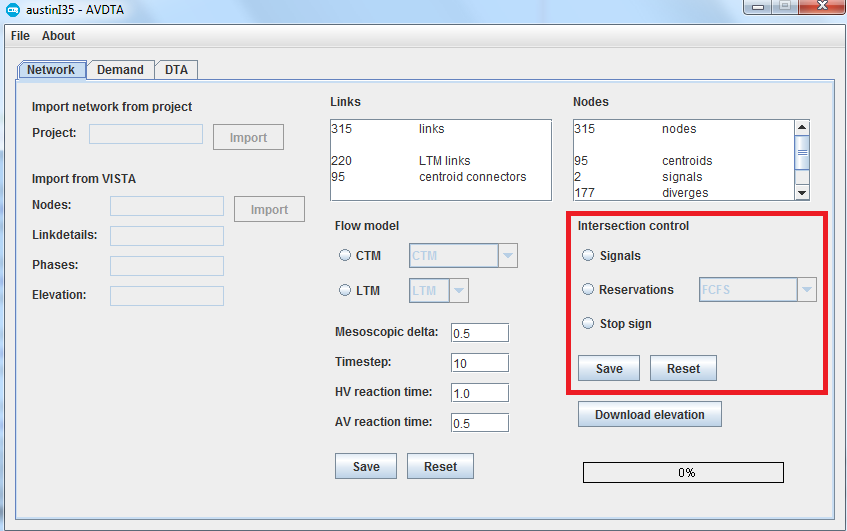 austinI35 - AVDTA
File About
Network Demand DTA
Import network from project
Project: Import
Import from VISTA
Nodes: Import
Linkdetails:
Phases:
Elevation:
Links
315 links
220 LTM links
95 centroid connectors
Flow model
CTM CTM
LTM LTM
Mesoscopic delta: 0.5
Timestep: 10
HV reaction time: 1.0
AV reaction time: 0.5
Save Reset
Nodes
315 nodes
95 centroids
2 signals
177 diverges
Intersection control
Signals
Reservations FCFS
Stop sign
Save Reset
Download elevation
0%